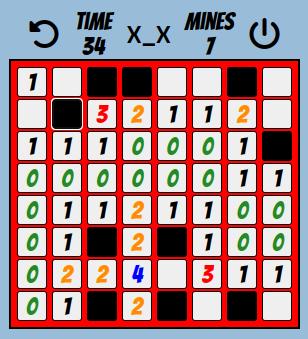 TIME X_X MINES
34 7
1
3 2 1 1 2
1 1 1 0 0 0 1
0 0 0 0 0 0 1 1
0 1 1 2 1 1 0 0
0 1 2 1 0 0
0 2 2 4 3 1 1
0 1 2